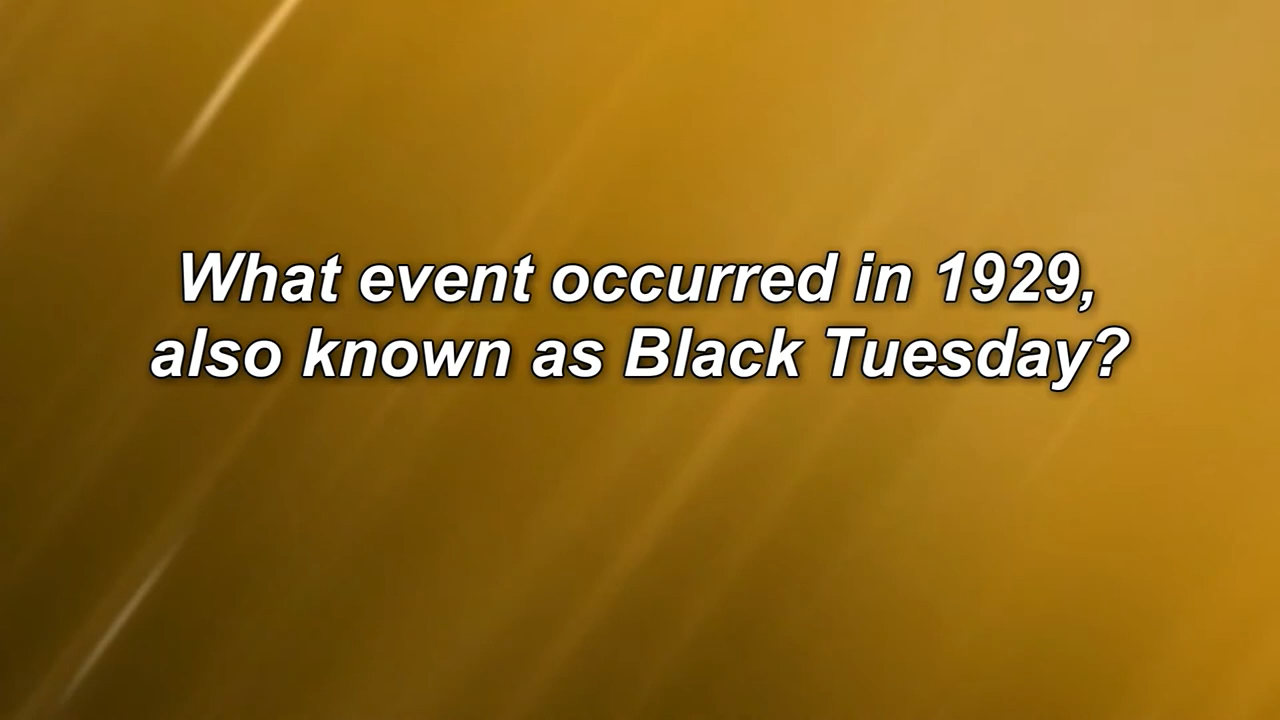 What event occurred in 1929,
also known as Black Tuesday?